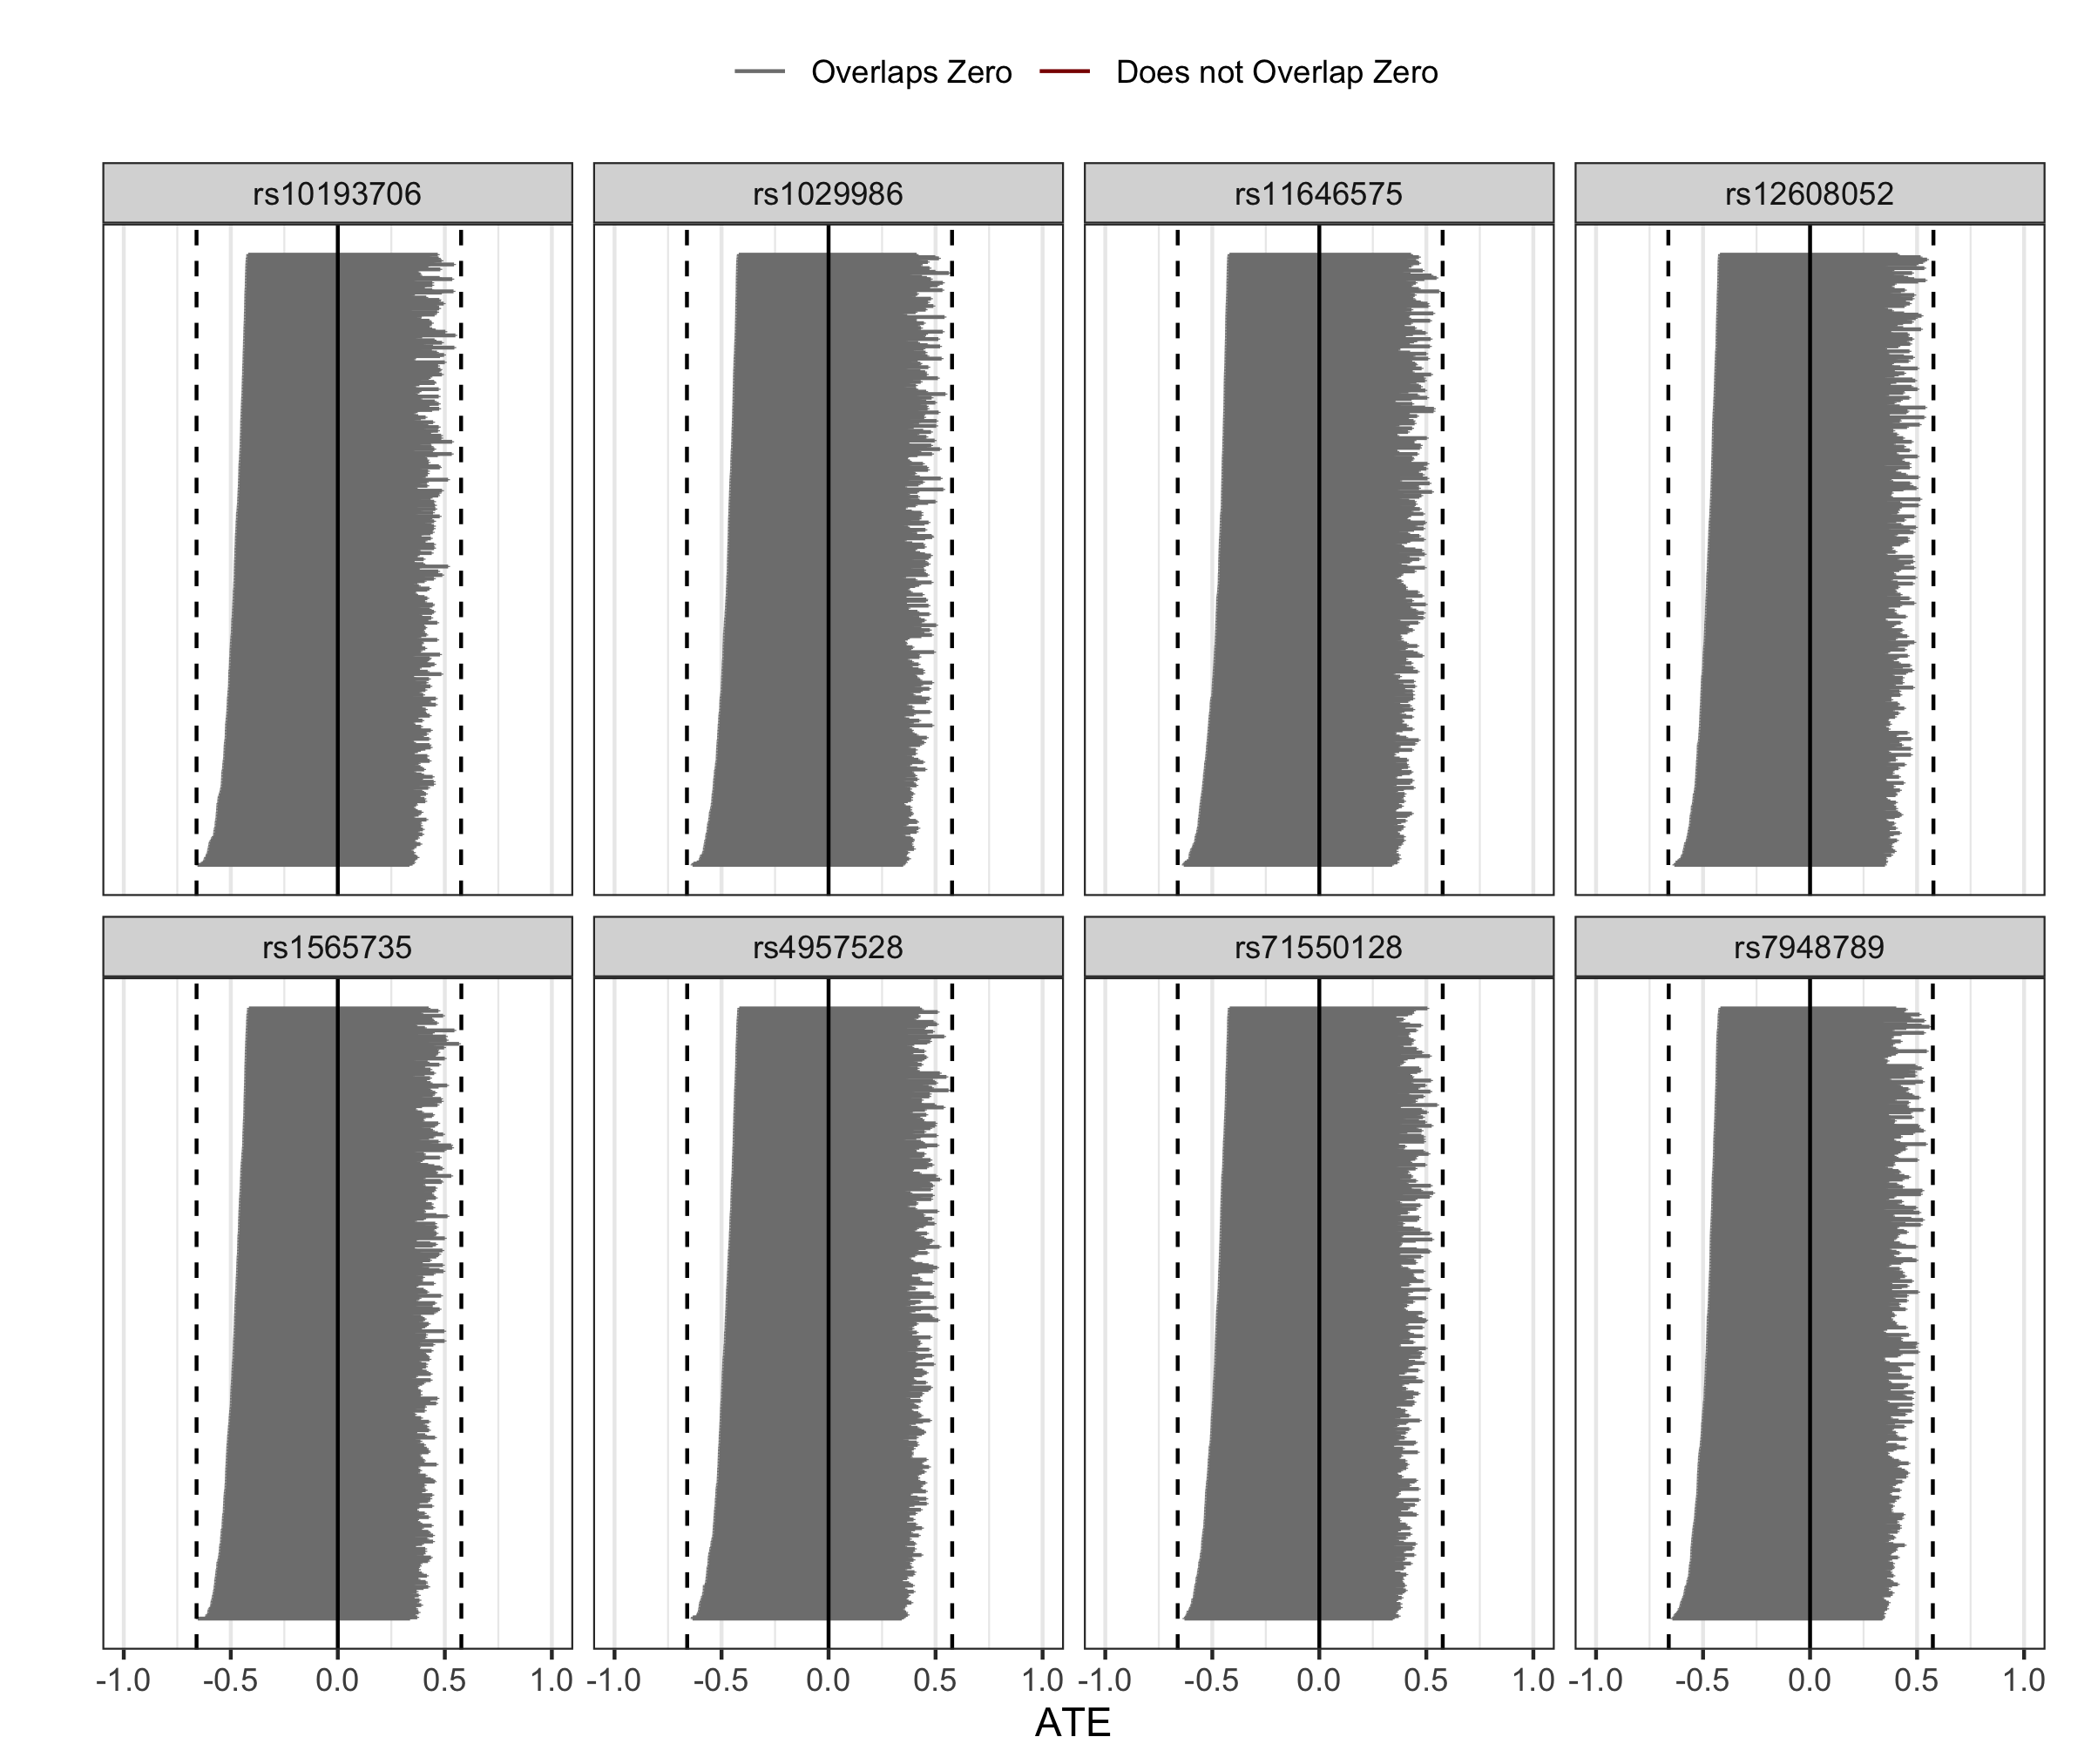 Overlaps Zero Does not Overlap Zero
rs10193706 rs1029986 rs11646575 rs12608052
rs1565735 rs4957528 rs71550128 rs7948789
-1.0 -0.5 0.0 0.5 1.0 -1.0 -0.5 0.0 0.5 1.0 -1.0 -0.5 0.0 0.5 1.0 -1.0 -0.5 0.0 0.5 1.0
ATE